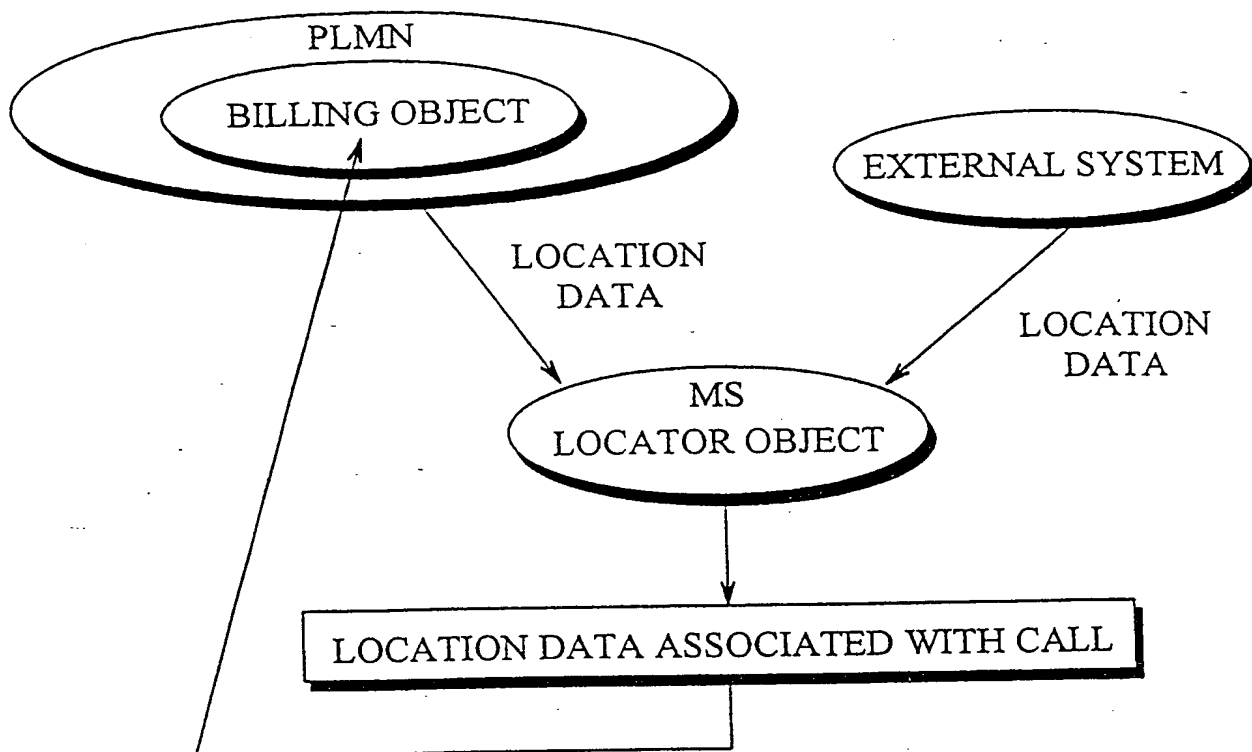 PLMN
BILLING OBJECT
EXTERNAL SYSTEM
LOCATION
DATA
LOCATION
DATA
MS
LOCATOR OBJECT
LOCATION DATA ASSOCIATED WITH CALL